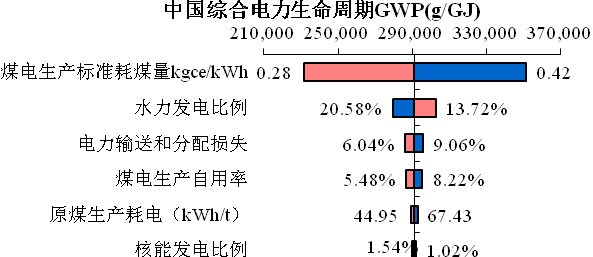 中国综合电力生命周期GWP(g/GJ)
210,000 250,000 290,000 330,000 370,000
煤电生产标准耗煤量kgce/kWh 0.28 0.42
水力发电比例 20.58% 13.72%
电力输送和分配损失 6.04% 9.06%
煤电生产自用率 5.48% 8.22%
原煤生产耗电（kWh/t） 44.95 67.43
核能发电比例 1.54% 1.02%